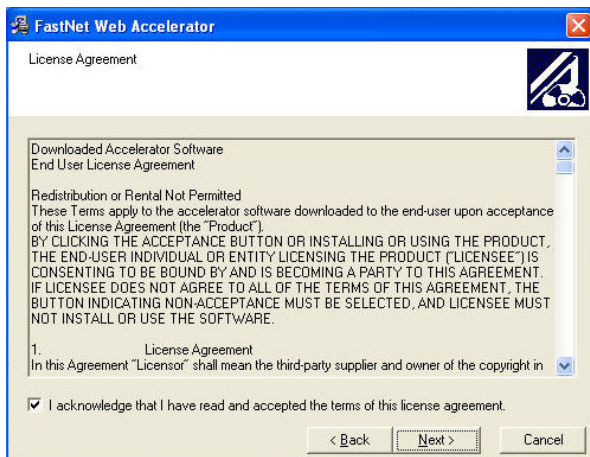 FastNet Web Accelerator
License Agreement
Downloaded Accelerator Software
End User License Agreement
Redistribution or Rental Not Permitted
These Terms apply to the accelerator software downloaded to the end-user upon acceptance
of this License Agreement (the "Product").
BY CLICKING THE ACCEPTANCE BUTTON OR INSTALLING OR USING THE PRODUCT,
THE END-USER INDIVIDUAL OR ENTITY LICENSING THE PRODUCT ("LICENSEE") IS
CONSENTING TO BE BOUND BY AND IS BECOMING A PARTY TO THIS AGREEMENT.
IF LICENSEE DOES NOT AGREE TO ALL OF THE TERMS OF THIS AGREEMENT, THE
BUTTON INDICATING NON-ACCEPTANCE MUST BE SELECTED, AND LICENSEE MUST
NOT INSTALL OR USE THE SOFTWARE.
1. License Agreement
In this Agreement "Licensor" shall mean the third-party supplier and owner of the copyright in
I acknowledge that I have read and accepted the terms of this license agreement.
< Back Next > Cancel